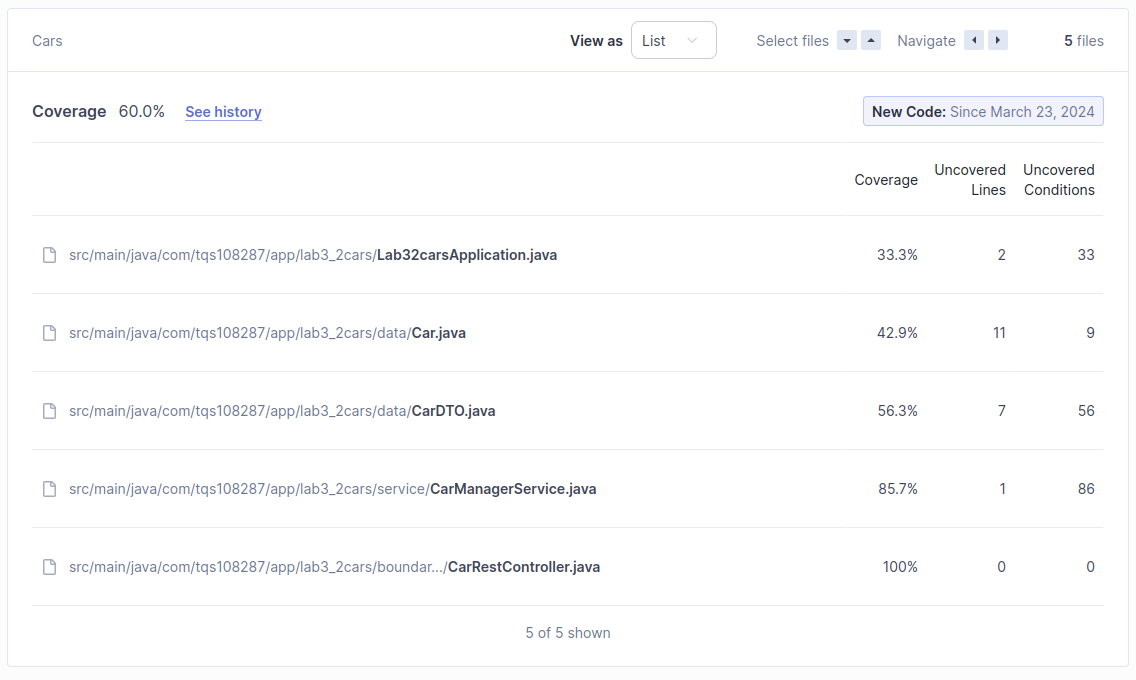 Cars View as List Select files Navigate 5 files
Coverage 60.0% See history New Code: Since March 23, 2024
Coverage Uncovered Lines Uncovered Conditions
src/main/java/com/tqs108287/app/lab3_2cars/Lab32carsApplication.java 33.3% 2 33
src/main/java/com/tqs108287/app/lab3_2cars/data/Car.java 42.9% 11 9
src/main/java/com/tqs108287/app/lab3_2cars/data/CarDTO.java 56.3% 7 56
src/main/java/com/tqs108287/app/lab3_2cars/service/CarManagerService.java 85.7% 1 86
src/main/java/com/tqs108287/app/lab3_2cars/boundar.../CarRestController.java 100% 0 0
5 of 5 shown